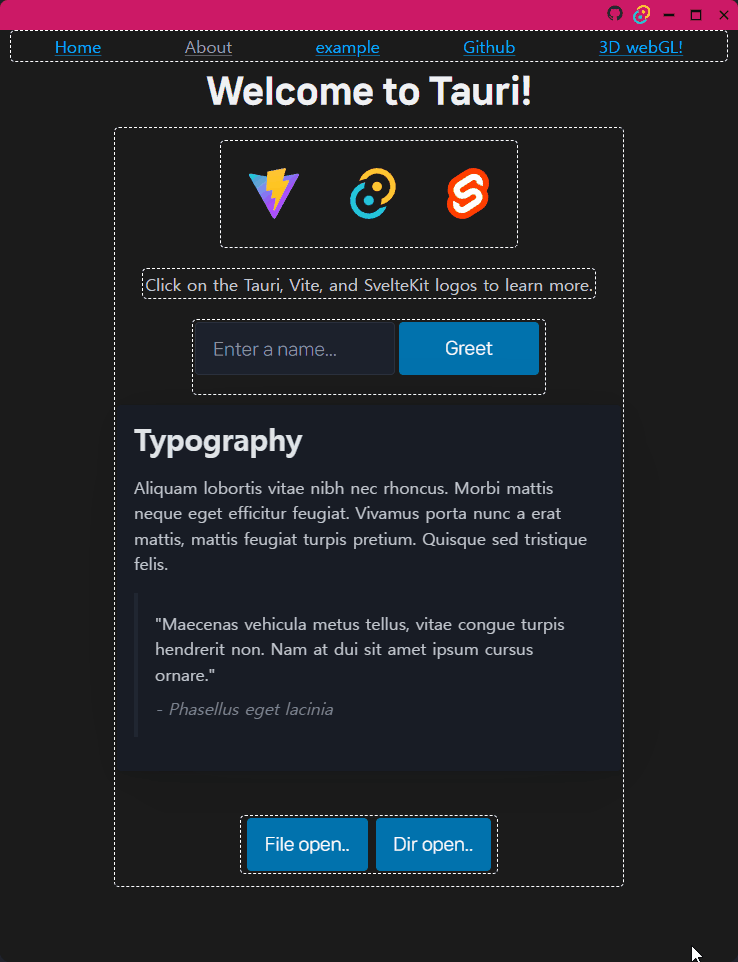 Home About example Github 3D webGL!
Welcome to Tauri!
Click on the Tauri, Vite, and SvelteKit logos to learn more.
Enter a name... Greet
Typography
Aliquam lobortis vitae nibh nec rhoncus. Morbi mattis
neque eget efficitur feugiat. Vivamus porta nunc a erat
mattis, mattis feugiat turpis pretium. Quisque sed tristique
felis.
"Maecenas vehicula metus tellus, vitae congue turpis
hendrerit non. Nam at dui sit amet ipsum cursus
ornare."
- Phasellus eget lacinia
File open.. Dir open..